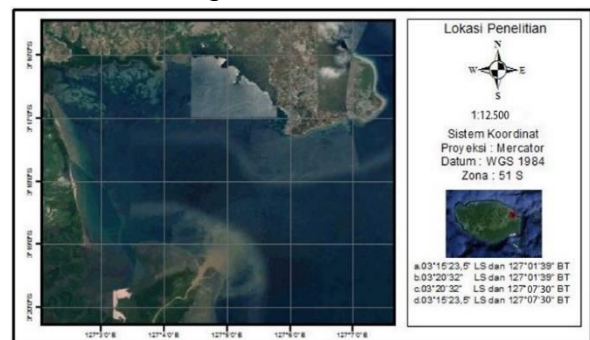 Lokasi Penelitian
N
W E
S
1:12.500
Sistem Koordinat
Proyeksi : Mercator
Datum : WGS 1984
Zona : 51 S
a.03°15'23,5" LS dan 127°01'39" BT
b.03°20'32" LS dan 127°01'39" BT
c.03°20'32" LS dan 127°07'30" BT
d.03°15'23,5" LS dan 127°07'30" BT
127°3'0"E 127°4'0"E 127°5'0"E 127°6'0"E 127°7'0"E